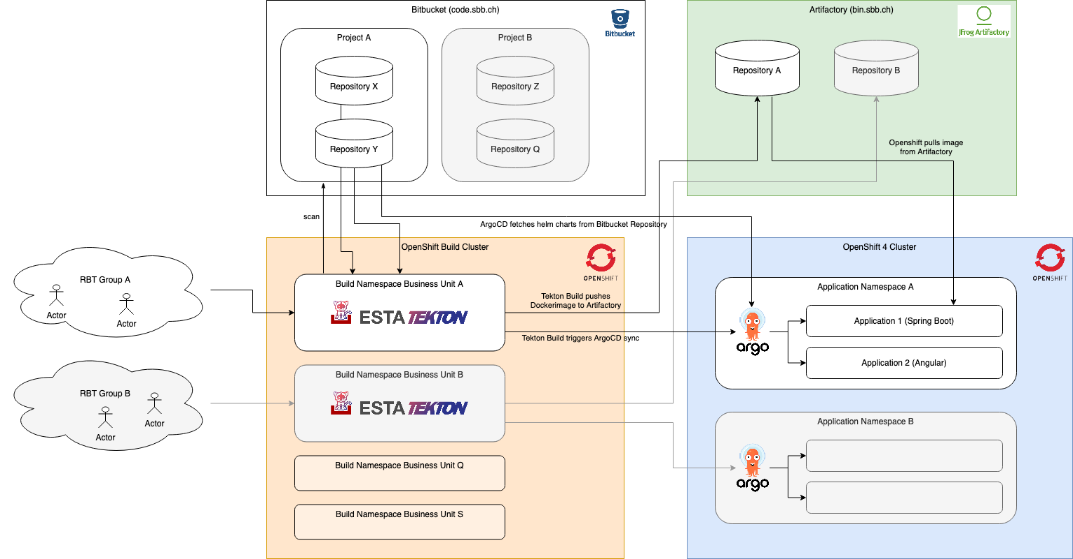 Bitbucket (code.sbb.ch)
Bitbucket
Project A
Repository X
Repository Y
Project B
Repository Z
Repository Q
Artifactory (bin.sbb.ch)
jFrog Artifactory
Repository A
Repository B
Openshift pulls image
from Artifactory
scan
ArgoCD fetches helm charts from Bitbucket Repository
RBT Group A
Actor
Actor
RBT Group B
Actor
Actor
OpenShift Build Cluster
OPENSHIFT
Build Namespace Business Unit A
ESTA TEKTON
Tekton Build pushes
Dockerimage to Artifactory
Tekton Build triggers ArgoCD sync
Build Namespace Business Unit B
ESTA TEKTON
Build Namespace Business Unit Q
Build Namespace Business Unit S
OpenShift 4 Cluster
OPENSHIFT
Application Namespace A
argo
Application 1 (Spring Boot)
Application 2 (Angular)
Application Namespace B
argo